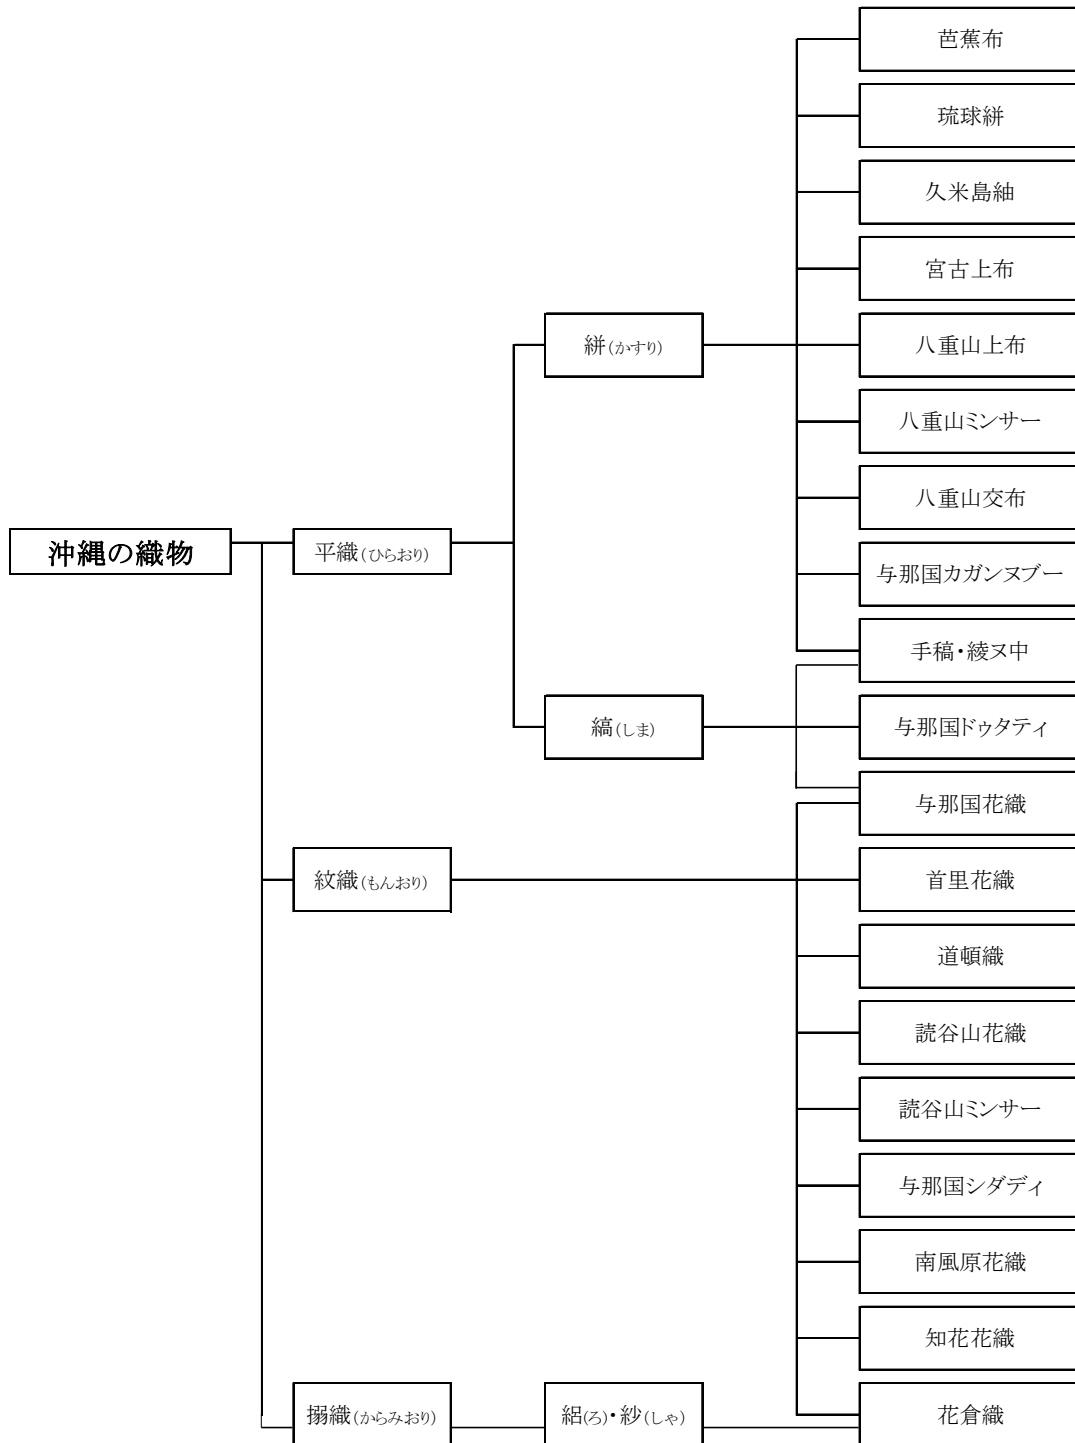 沖縄の織物
平織(ひらおり)
絣(かすり)
芭蕉布
琉球絣
久米島紬
宮古上布
八重山上布
八重山ミンサー
八重山交布
与那国カガンヌブー
手稿・綾ヌ中
縞(しま)
与那国ドゥタティ
与那国花織
紋織(もんおり)
首里花織
道頓織
読谷山花織
読谷山ミンサー
与那国シダディ
南風原花織
知花花織
搦織(からみおり)
絽(ろ)・紗(しゃ)
花倉織